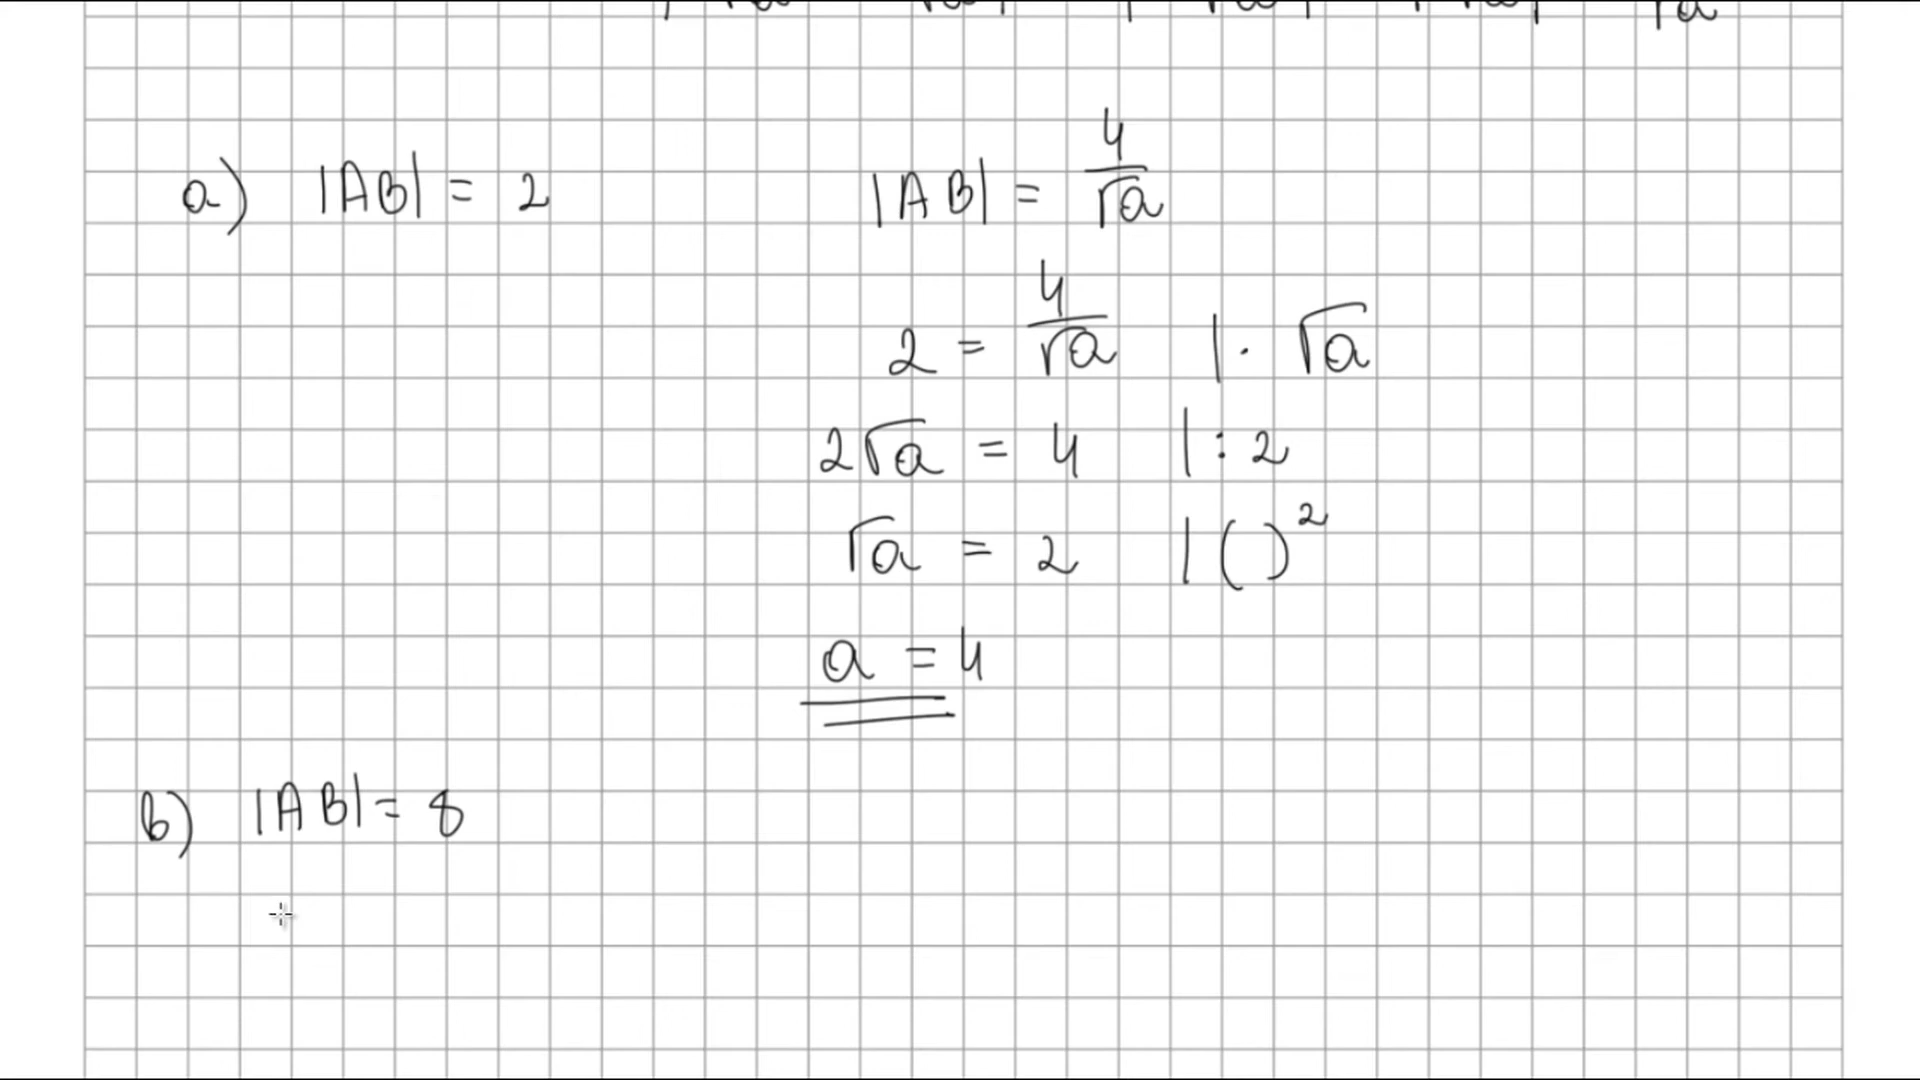 a) |AB| = 2
|AB| = 4/√a
2 = 4/√a | · √a
2√a = 4 | : 2
√a = 2 | ( )²
a = 4
b) |AB| = 8